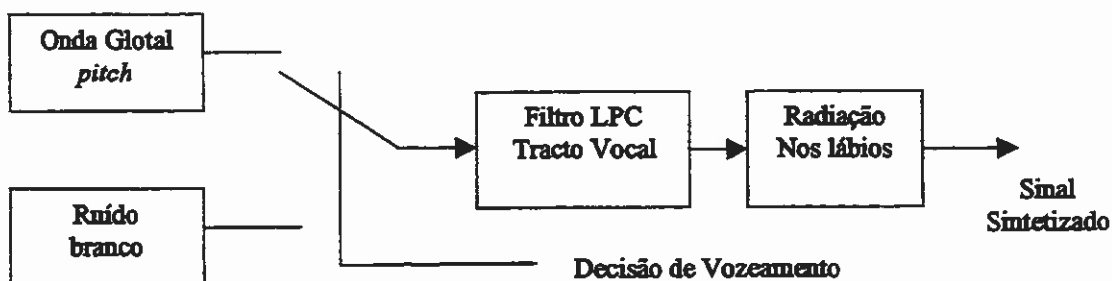 Onda Glotal
pitch
Filtro LPC
Tracto Vocal
Radiação
Nos lábios
Ruído
branco
Sinal
Sintetizado
Decisão de Vozeamento